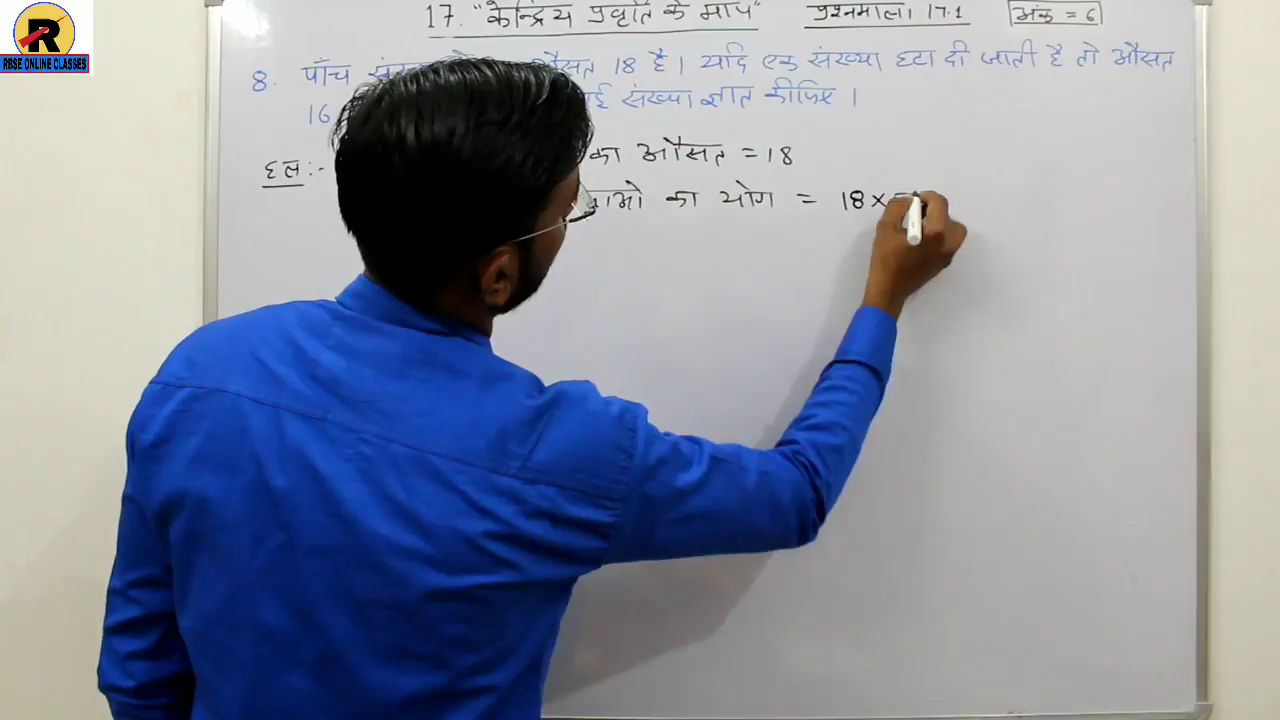 R
RBSE ONLINE CLASSES
17. "केन्द्रिय प्रवृति के माप" प्रश्नमाला 17.1 अंक = 6
8. पाँच औसत 18 है। यदि एक संख्या हटा दी जाती है तो औसत
16 संख्या ज्ञात कीजिए।
हल:- का औसत = 18
का योग = 18×